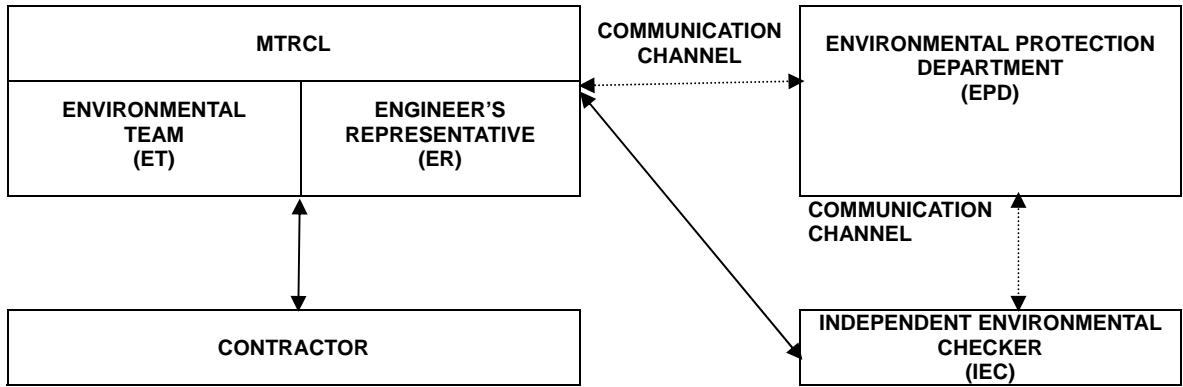 MTRCL
ENVIRONMENTAL
TEAM
(ET)
ENGINEER’S
REPRESENTATIVE
(ER)
COMMUNICATION
CHANNEL
ENVIRONMENTAL PROTECTION
DEPARTMENT
(EPD)
COMMUNICATION
CHANNEL
CONTRACTOR
INDEPENDENT ENVIRONMENTAL
CHECKER
(IEC)